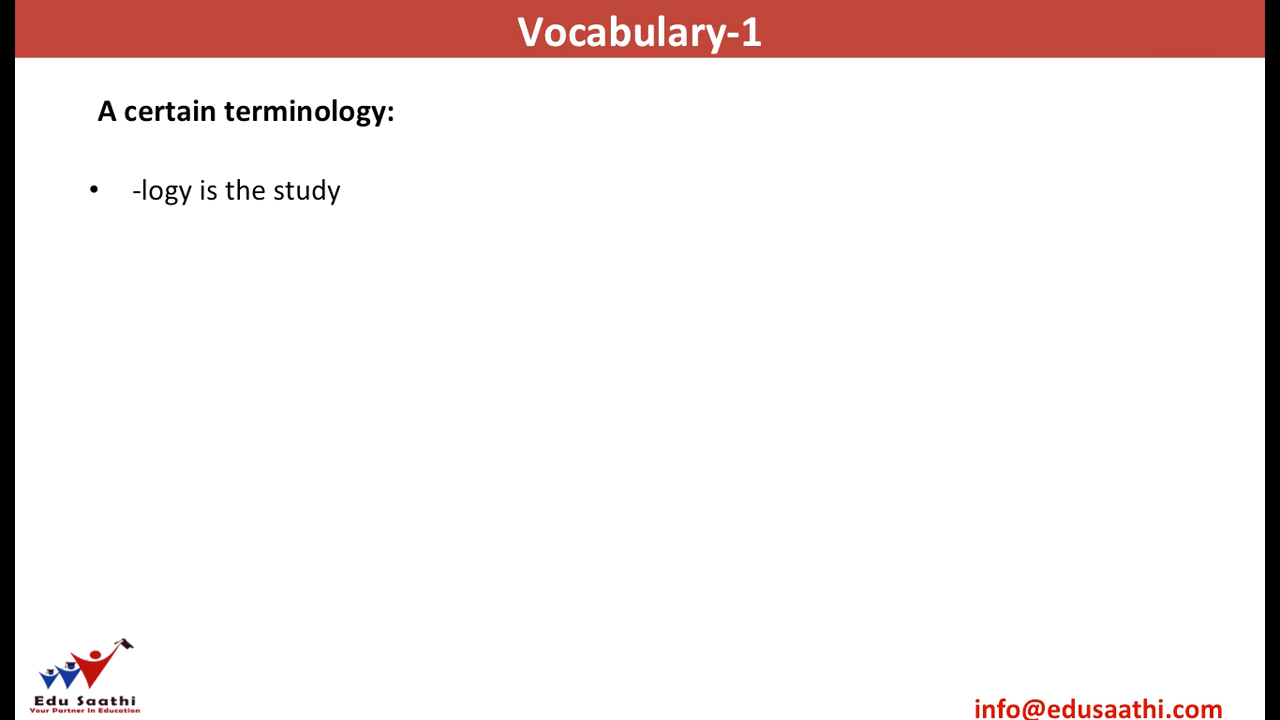 Vocabulary-1
A certain terminology:
• -logy is the study
Edu Saathi
Your Partner In Education
info@edusaathi.com